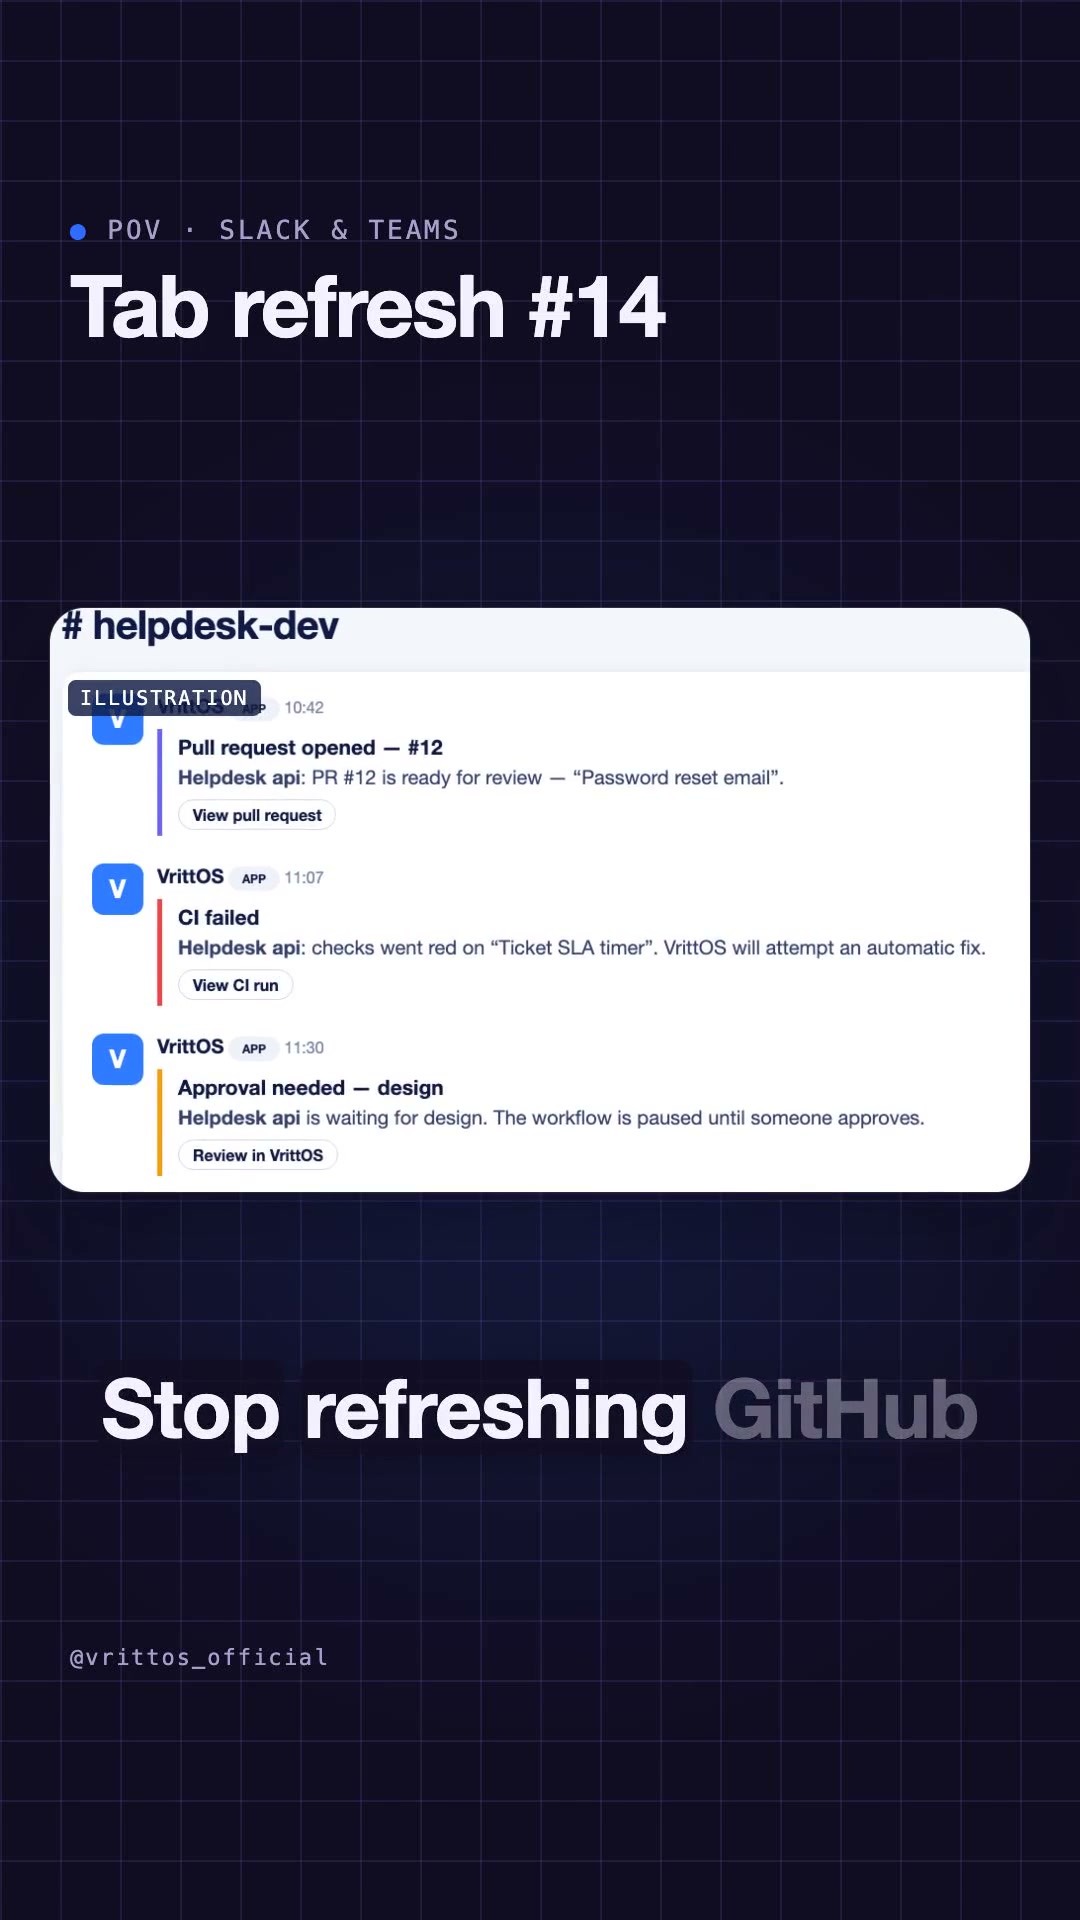 POV · SLACK & TEAMS
Tab refresh #14
# helpdesk-dev
ILLUSTRATION
V VrittOS APP 10:42
Pull request opened — #12
Helpdesk api: PR #12 is ready for review — “Password reset email”.
View pull request
V VrittOS APP 11:07
CI failed
Helpdesk api: checks went red on “Ticket SLA timer”. VrittOS will attempt an automatic fix.
View CI run
V VrittOS APP 11:30
Approval needed — design
Helpdesk api is waiting for design. The workflow is paused until someone approves.
Review in VrittOS
Stop refreshing GitHub
@vrittos_official